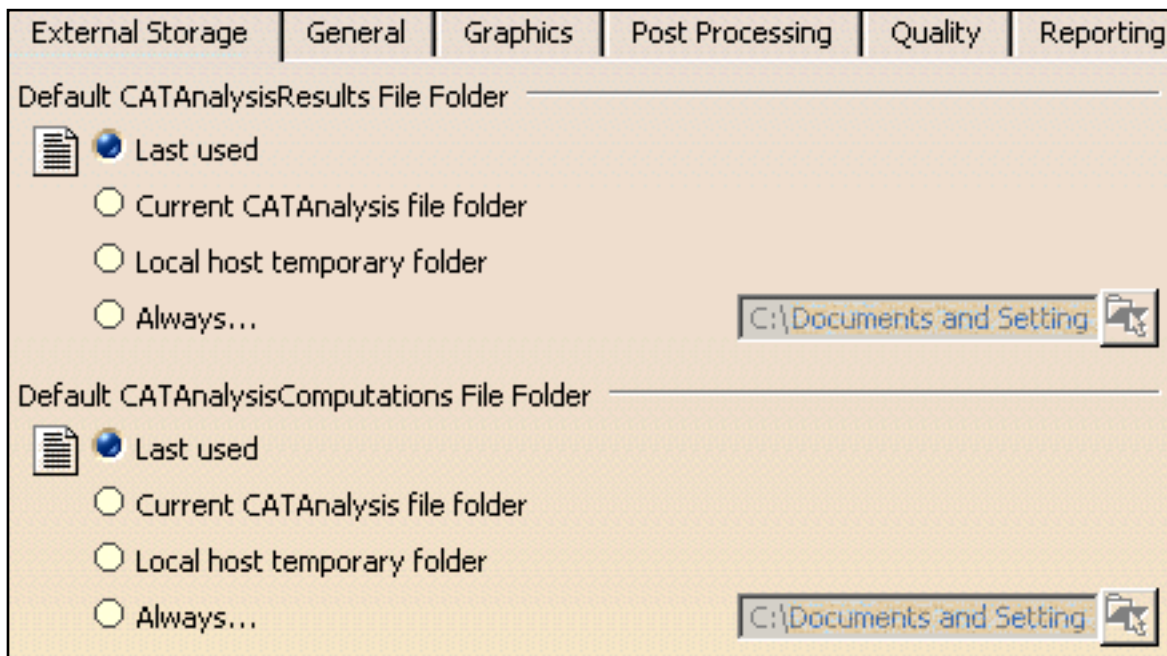 External Storage General Graphics Post Processing Quality Reporting
Default CATAnalysisResults File Folder
Last used
Current CATAnalysis file folder
Local host temporary folder
Always... C:\Documents and Setting
Default CATAnalysisComputations File Folder
Last used
Current CATAnalysis file folder
Local host temporary folder
Always... C:\Documents and Setting